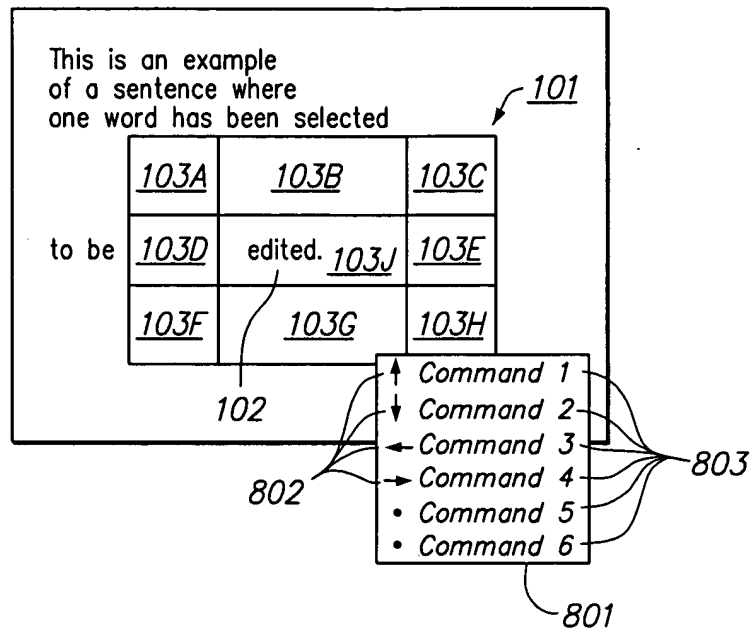 This is an example
of a sentence where
one word has been selected
101
103A 103B 103C
to be 103D edited. 103J 103E
103F 103G 103H
102
↑ Command 1
↓ Command 2
← Command 3
→ Command 4
• Command 5
• Command 6
802
803
801